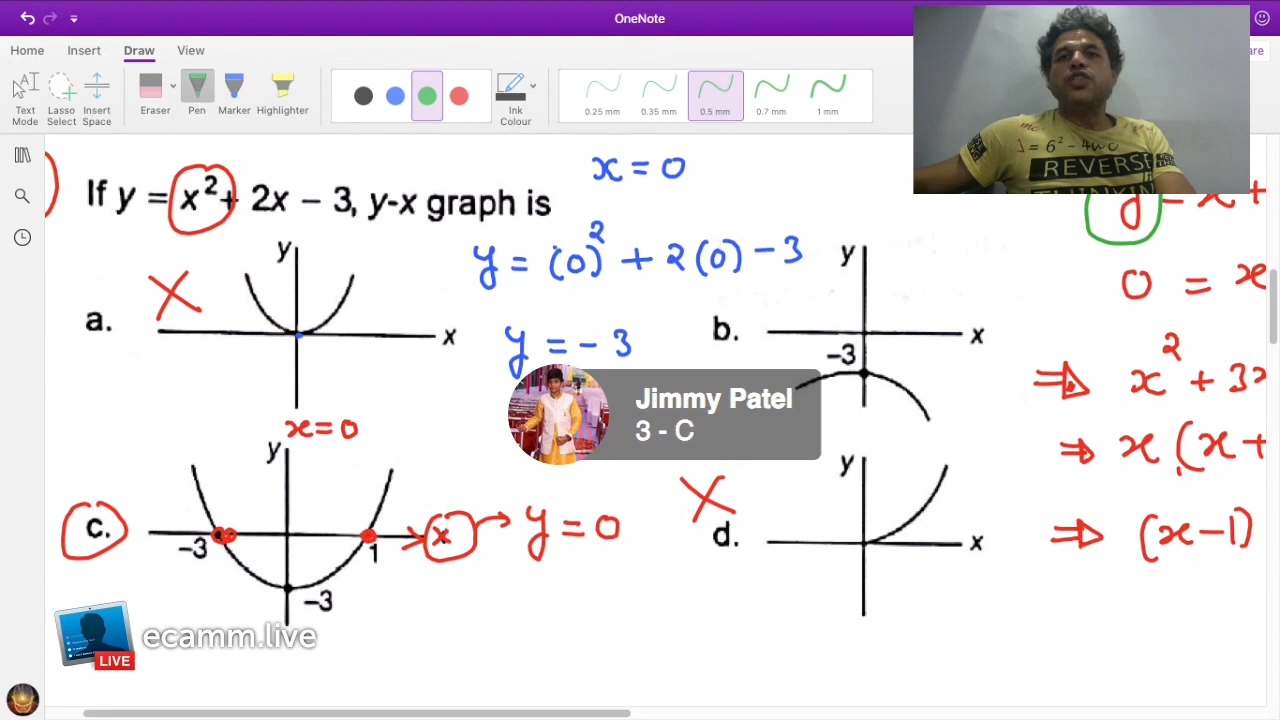 OneNote
Home Insert Draw View
Text Mode
Lasso Select
Insert Space
Eraser
Pen
Marker
Highlighter
Ink Colour
0.25 mm
0.35 mm
0.5 mm
0.7 mm
1 mm
REVERSE
THINKIN
x = 0
If y = x² + 2x – 3, y-x graph is
y = (0)² + 2(0) – 3
y = – 3
a.
y
x
b.
y
x
–3
Jimmy Patel
3 - C
x = 0
c.
y
x
–3
1
–3
y = 0
d.
y
x
0 = x
⇒ x² + 3x
⇒ x (x +
⇒ (x – 1)
ecamm.live
LIVE